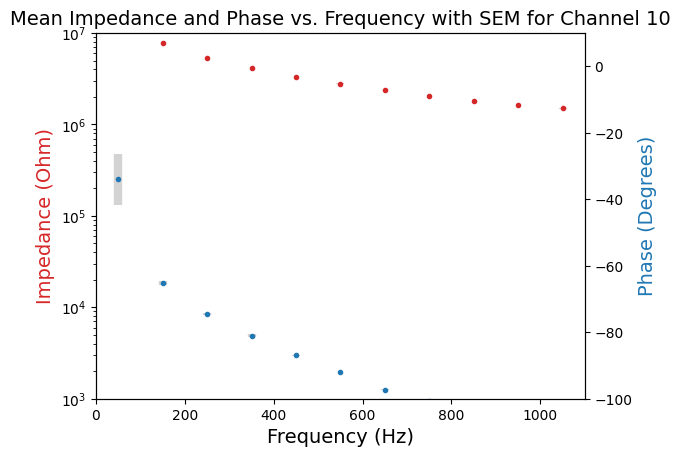 Mean Impedance and Phase vs. Frequency with SEM for Channel 10
10^7
10^6
10^5
10^4
10^3
Impedance (Ohm)
0
-20
-40
-60
-80
-100
Phase (Degrees)
0 200 400 600 800 1000
Frequency (Hz)